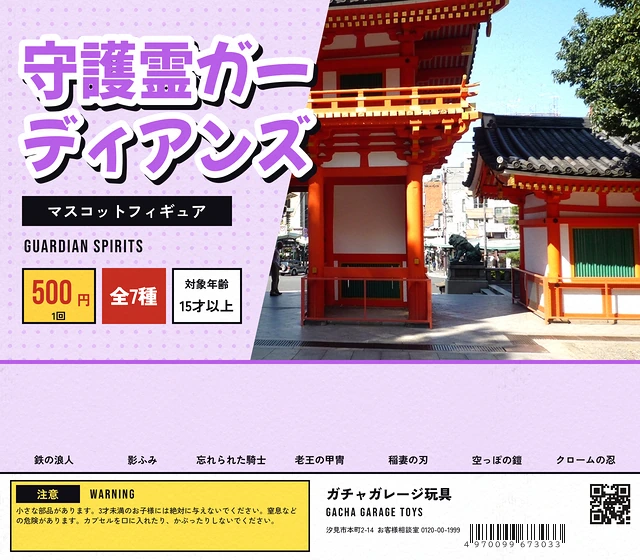 守護霊ガー
ディアンズ
マスコットフィギュア
GUARDIAN SPIRITS
500円
1回
全7種
対象年齢
15才以上
鉄の浪人 影ふみ 忘れられた騎士 老王の甲冑 稲妻の刃 空っぽの鎧 クロームの忍
注意 WARNING
小さな部品があります。3才未満のお子様には絶対に与えないでください。窒息など
の危険があります。カプセルを口に入れたり、かぶったりしないでください。
ガチャガレージ玩具
GACHA GARAGE TOYS
汐見市本町2-14 お客様相談室 0120-00-1999
4 970099 673033